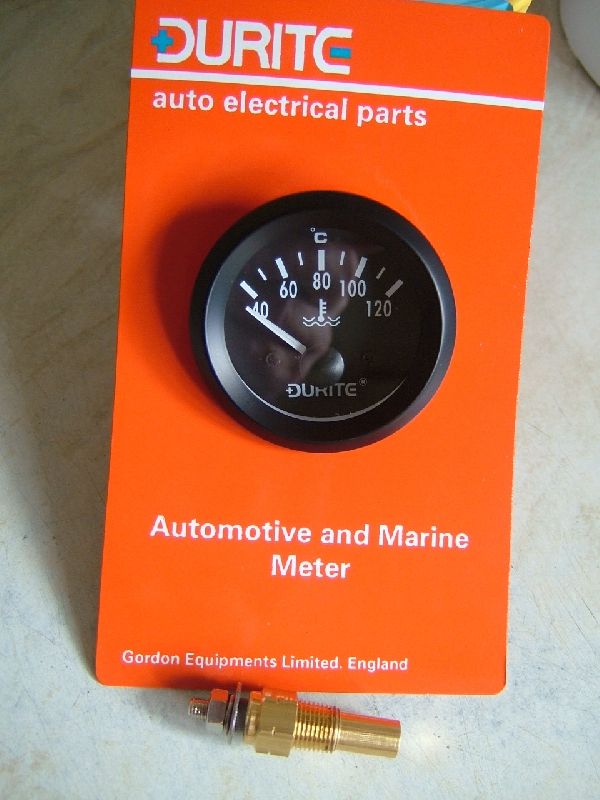 DURITE
auto electrical parts
°C
40 60 80 100 120
DURITE®
Automotive and Marine
Meter
Gordon Equipments Limited. England